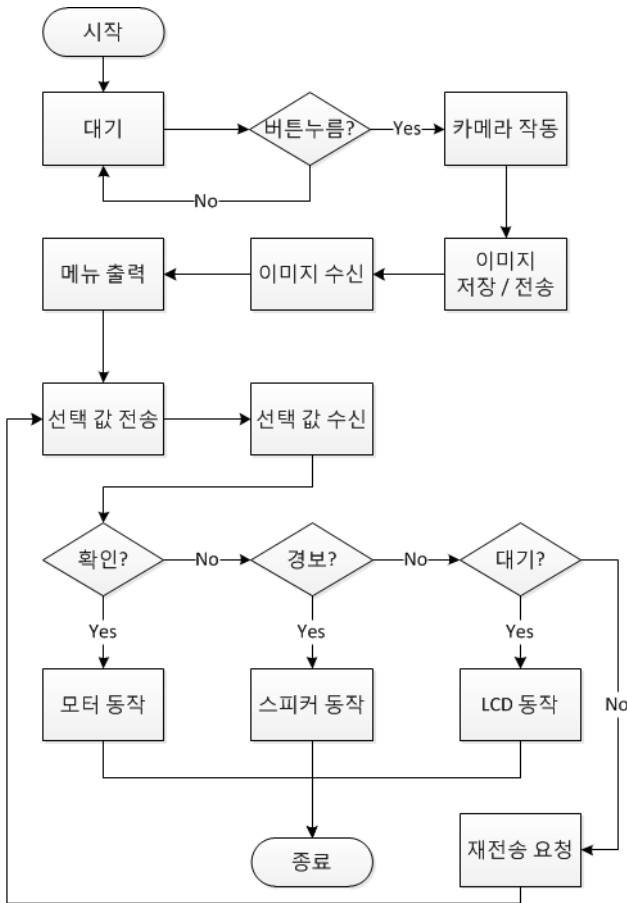 시작
대기
버튼누름?
Yes
카메라 작동
No
메뉴 출력
이미지 수신
이미지
저장 / 전송
선택 값 전송
선택 값 수신
확인?
No
경보?
No
대기?
Yes
Yes
Yes
모터 동작
스피커 동작
LCD 동작
No
종료
재전송 요청